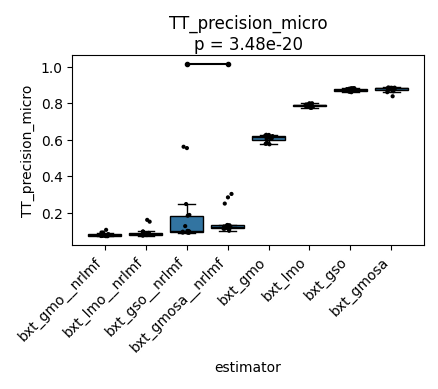 TT_precision_micro
p = 3.48e-20
TT_precision_micro
1.0
0.8
0.6
0.4
0.2
bxt_gmo__nrlmf
bxt_lmo__nrlmf
bxt_gso__nrlmf
bxt_gmosa__nrlmf
bxt_gmo
bxt_lmo
bxt_gso
bxt_gmosa
estimator